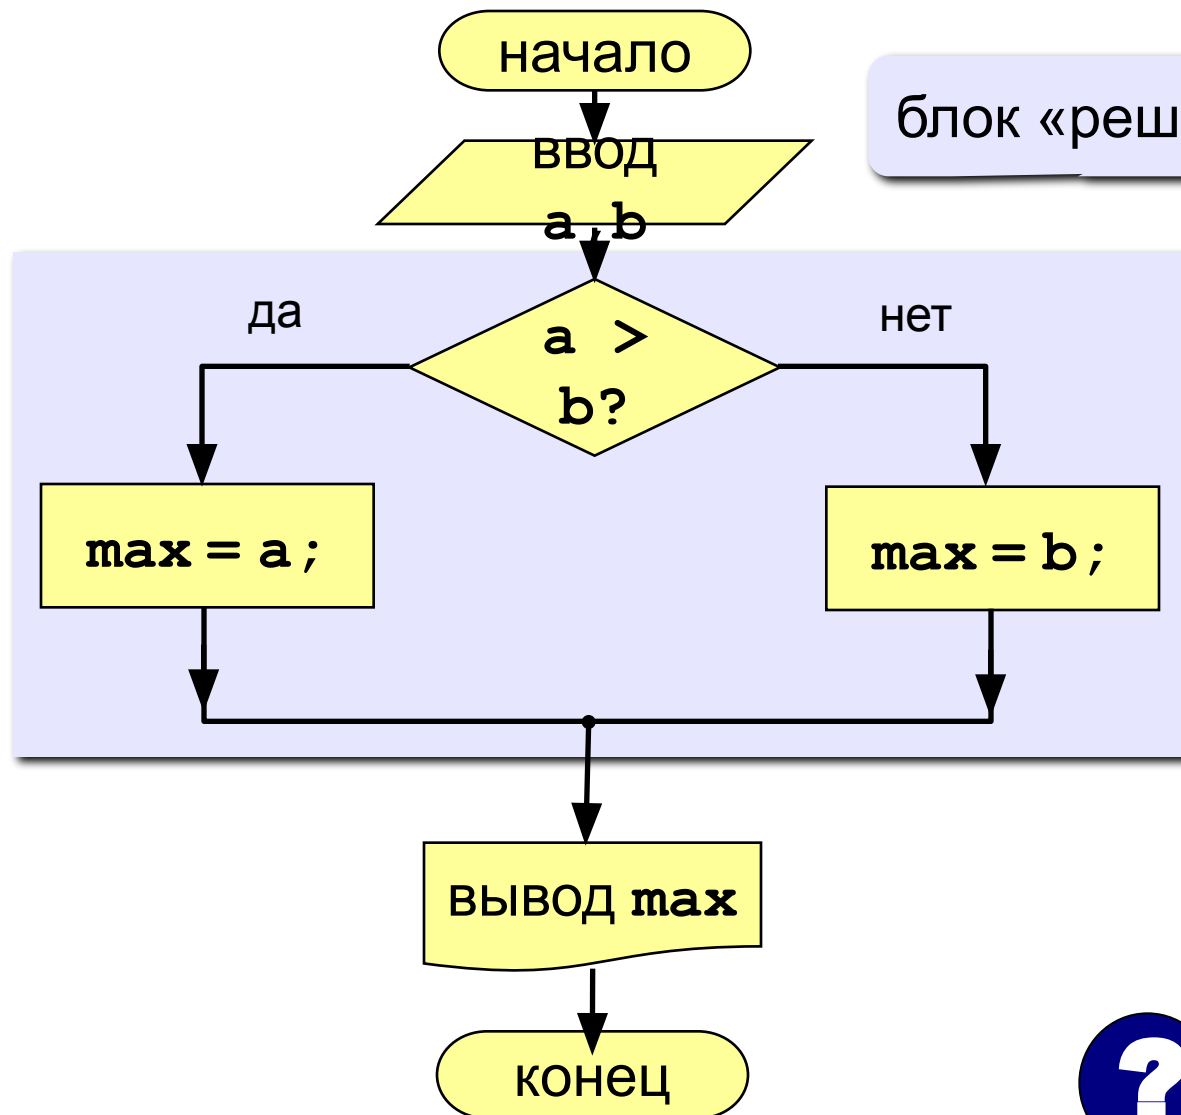 начало
блок «реш
ввод
a,b
да
нет
a >
b?
max = a;
max = b;
вывод max
конец
?